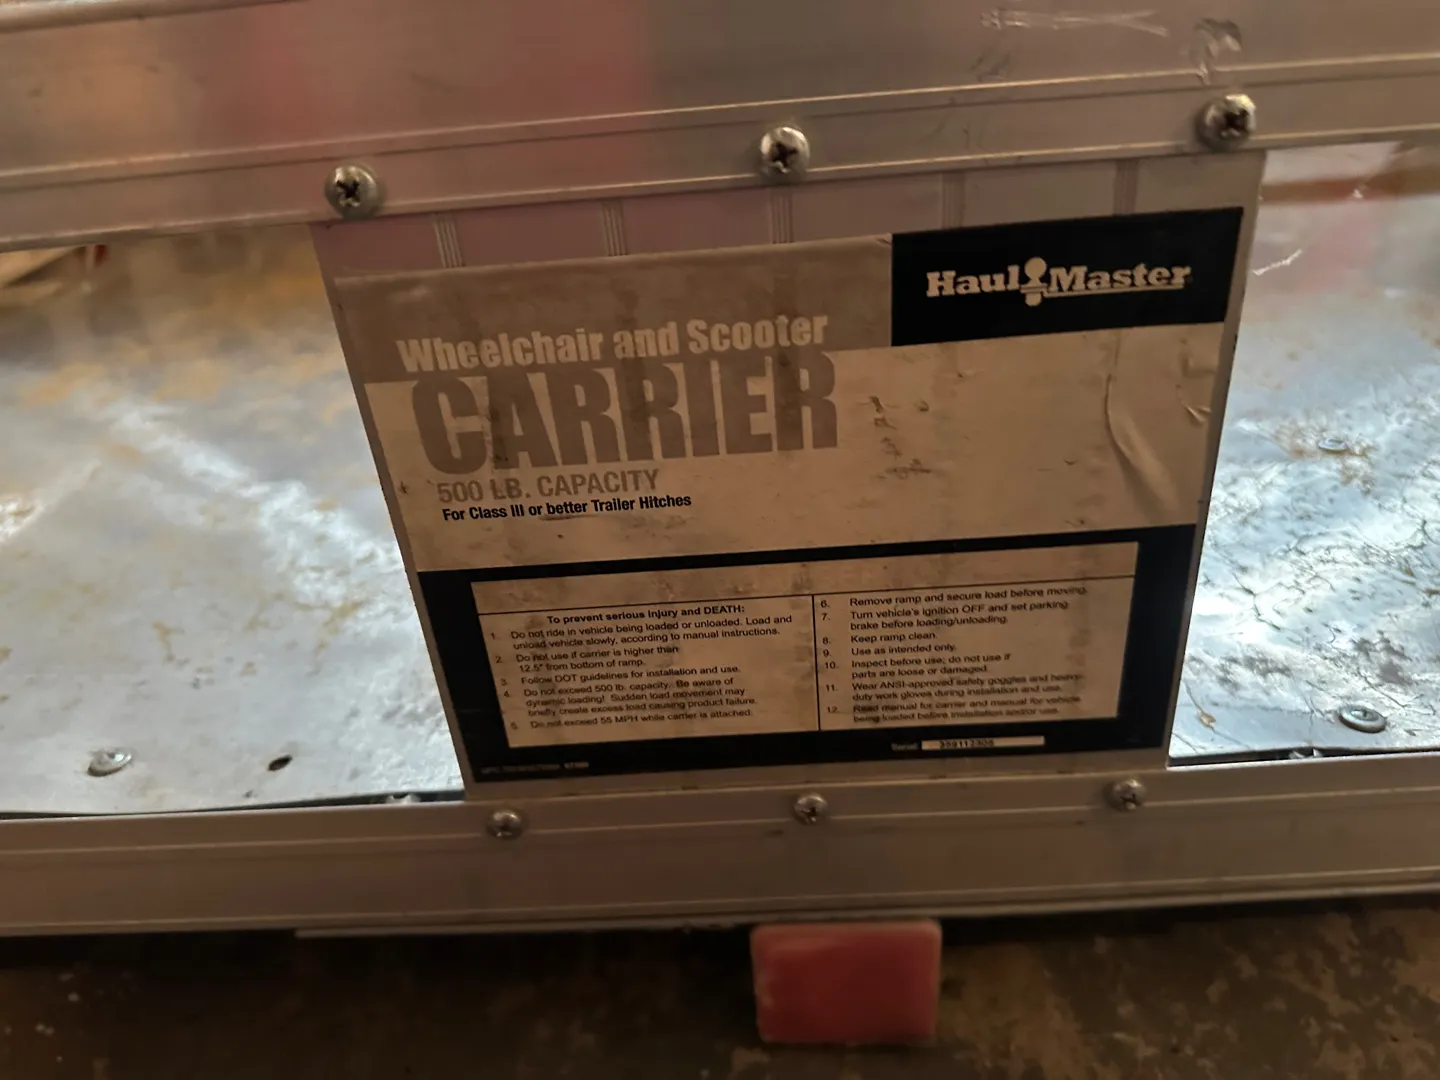 Haul Master
Wheelchair and Scooter
CARRIER
500 LB. CAPACITY
For Class III or better Trailer Hitches
To prevent serious injury and DEATH:
1. Do not ride in vehicle being loaded or unloaded. Load and
unload vehicle slowly, according to manual instructions.
2. Do not use if carrier is higher than
12.5" from bottom of ramp.
3. Follow DOT guidelines for installation and use.
4. Do not exceed 500 lb. capacity. Be aware of
dynamic loading! Sudden load movement may
briefly create excess load causing product failure.
5. Do not exceed 55 MPH while carrier is attached.
6. Remove ramp and secure load before moving.
7. Turn vehicle's ignition OFF and set parking
brake before loading/unloading.
8. Keep ramp clean.
9. Use as intended only.
10. Inspect before use; do not use if
parts are loose or damaged.
11. Wear ANSI-approved safety goggles and heavy-
duty work gloves during installation and use.
12. Read manual for carrier and manual for vehicle
being loaded before installation and/or use.
Serial